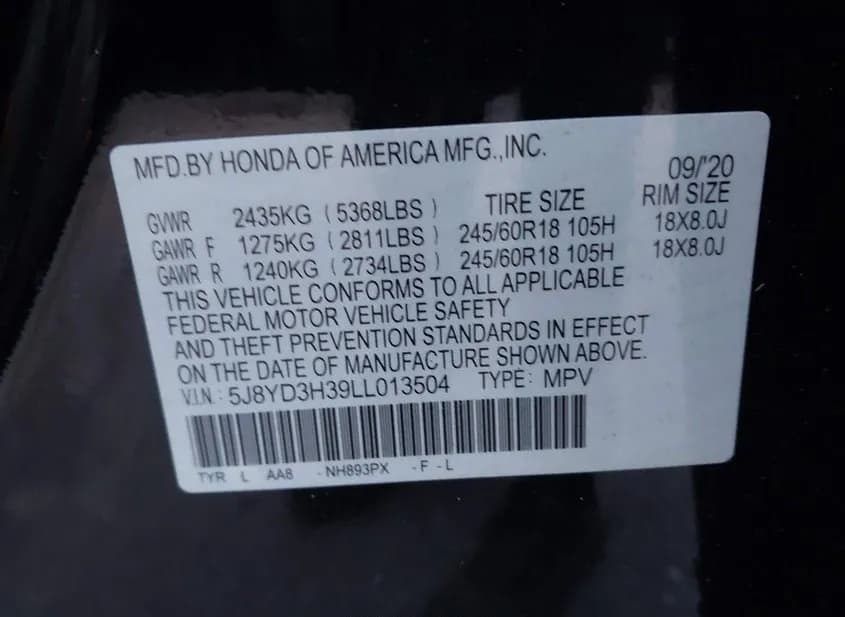 MFD.BY HONDA OF AMERICA MFG.,INC.
09/'20
GVWR 2435KG ( 5368LBS ) TIRE SIZE RIM SIZE
GAWR F 1275KG ( 2811LBS ) 245/60R18 105H 18X8.0J
GAWR R 1240KG ( 2734LBS ) 245/60R18 105H 18X8.0J
THIS VEHICLE CONFORMS TO ALL APPLICABLE
FEDERAL MOTOR VEHICLE SAFETY
AND THEFT PREVENTION STANDARDS IN EFFECT
ON THE DATE OF MANUFACTURE SHOWN ABOVE.
V.I.N.: 5J8YD3H39LL013504 TYPE: MPV
TYR L AA8 -NH893PX -F -L